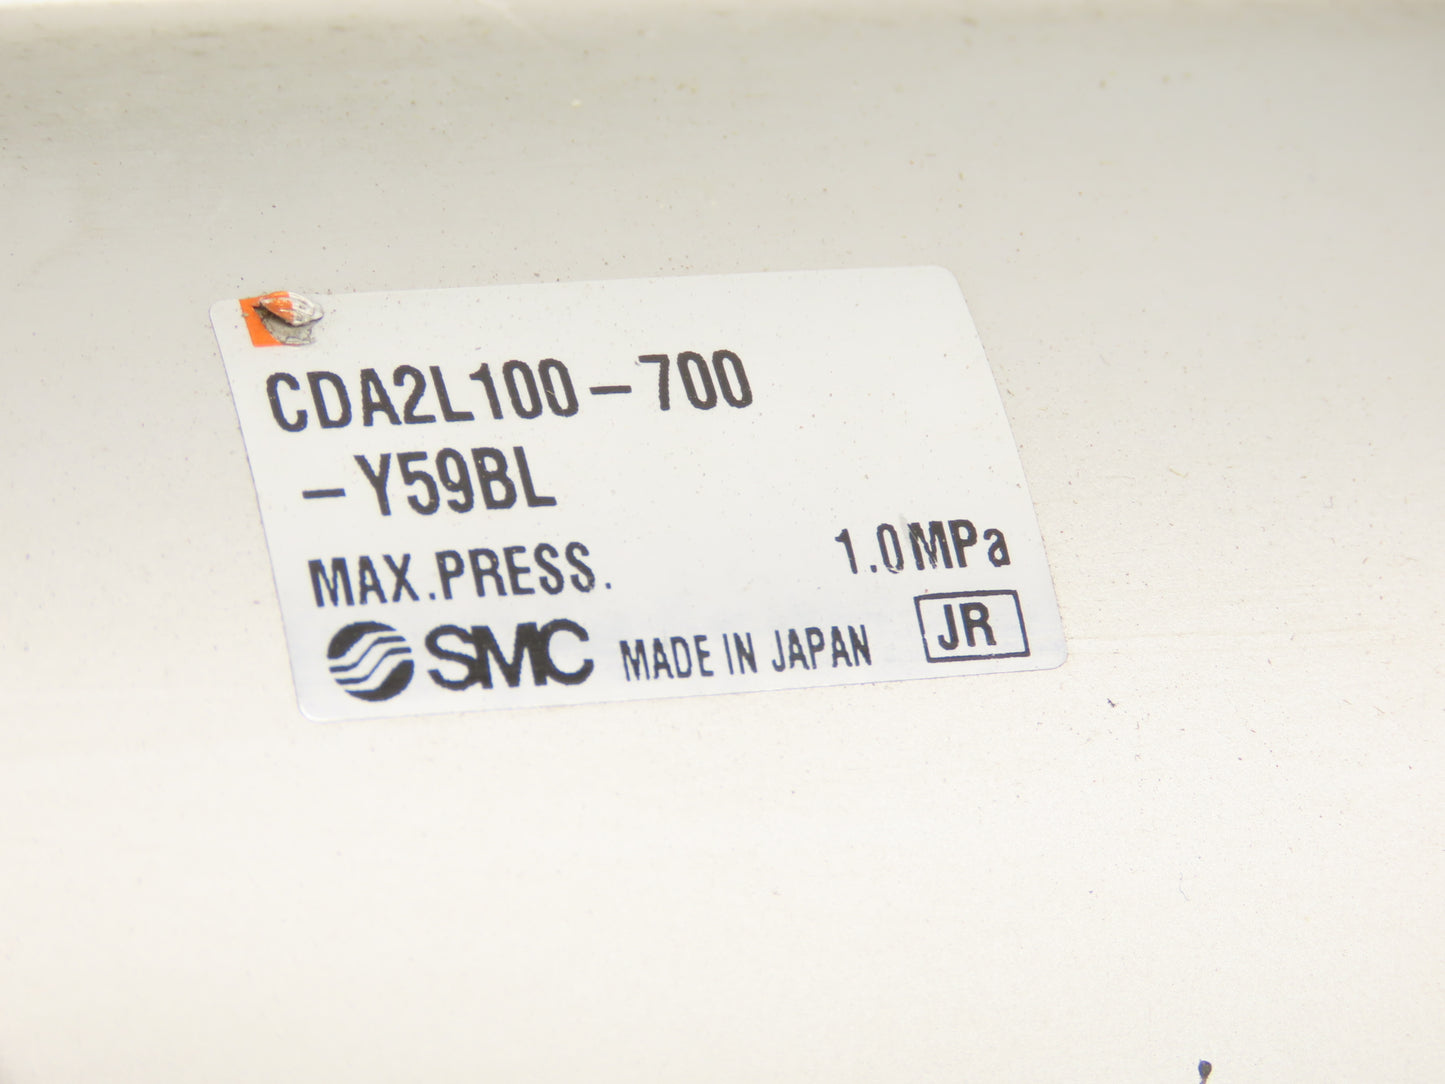 CDA2L100-700
-Y59BL
MAX.PRESS. 1.0MPa
SMC MADE IN JAPAN JR